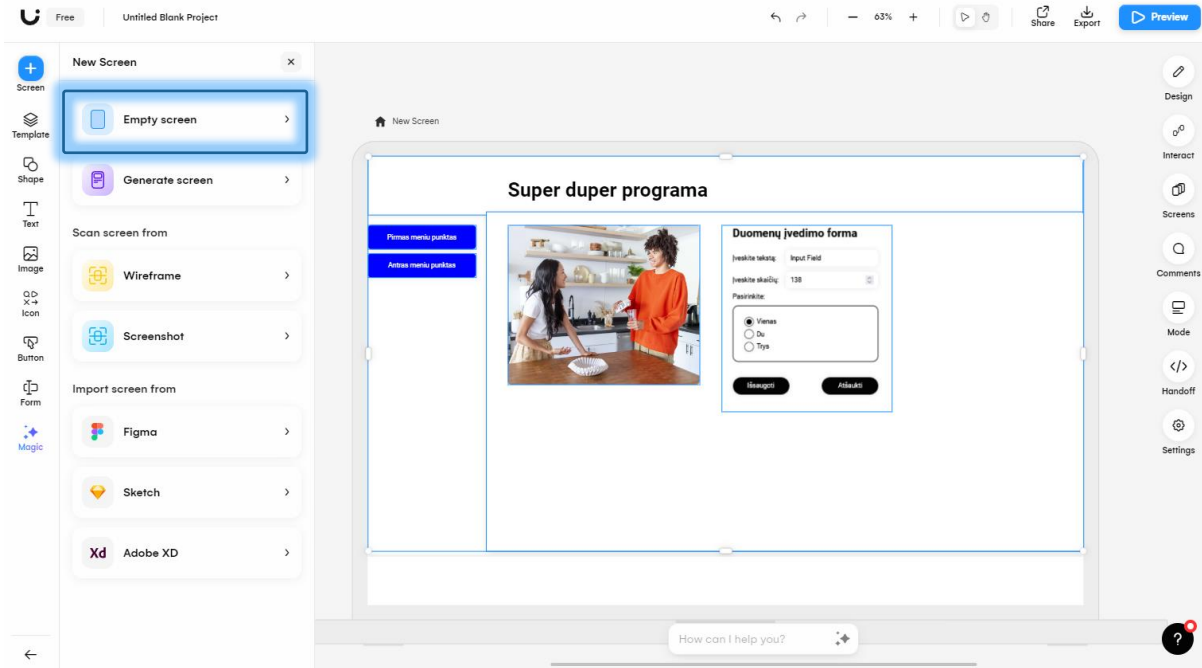 Free
Untitled Blank Project
63%
Share
Export
Preview
Screen
Template
Shape
Text
Image
Icon
Button
Form
Magic
New Screen
Empty screen
Generate screen
Scan screen from
Wireframe
Screenshot
Import screen from
Figma
Sketch
Xd Adobe XD
New Screen
Super duper programa
Pirmas meniu punktas
Antras meniu punktas
Duomenų įvedimo forma
Įveskite tekstą: Input Field
Įveskite skaičių: 138
Pasirinkite:
Vienas
Du
Trys
Išsaugoti Atšaukti
How can I help you?
Design
Interact
Screens
Comments
Mode
Handoff
Settings
?